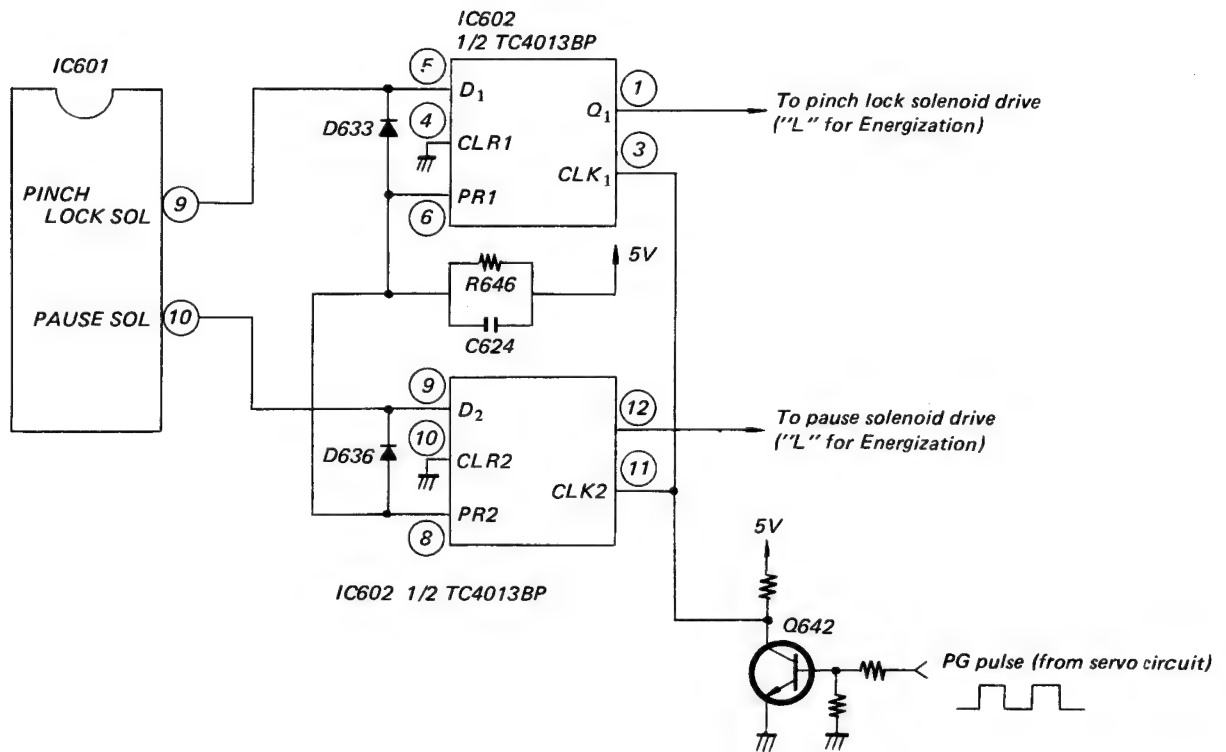 IC602
1/2 TC4013BP
IC601
5
D1
1
Q1
To pinch lock solenoid drive
("L" for Energization)
D633
4
CLR1
3
CLK1
PINCH
LOCK SOL
9
PR1
6
5V
R646
C624
PAUSE SOL
10
9
D2
12
To pause solenoid drive
("L" for Energization)
D636
10
CLR2
11
CLK2
PR2
8
5V
IC602 1/2 TC4013BP
Q642
PG pulse (from servo circuit)